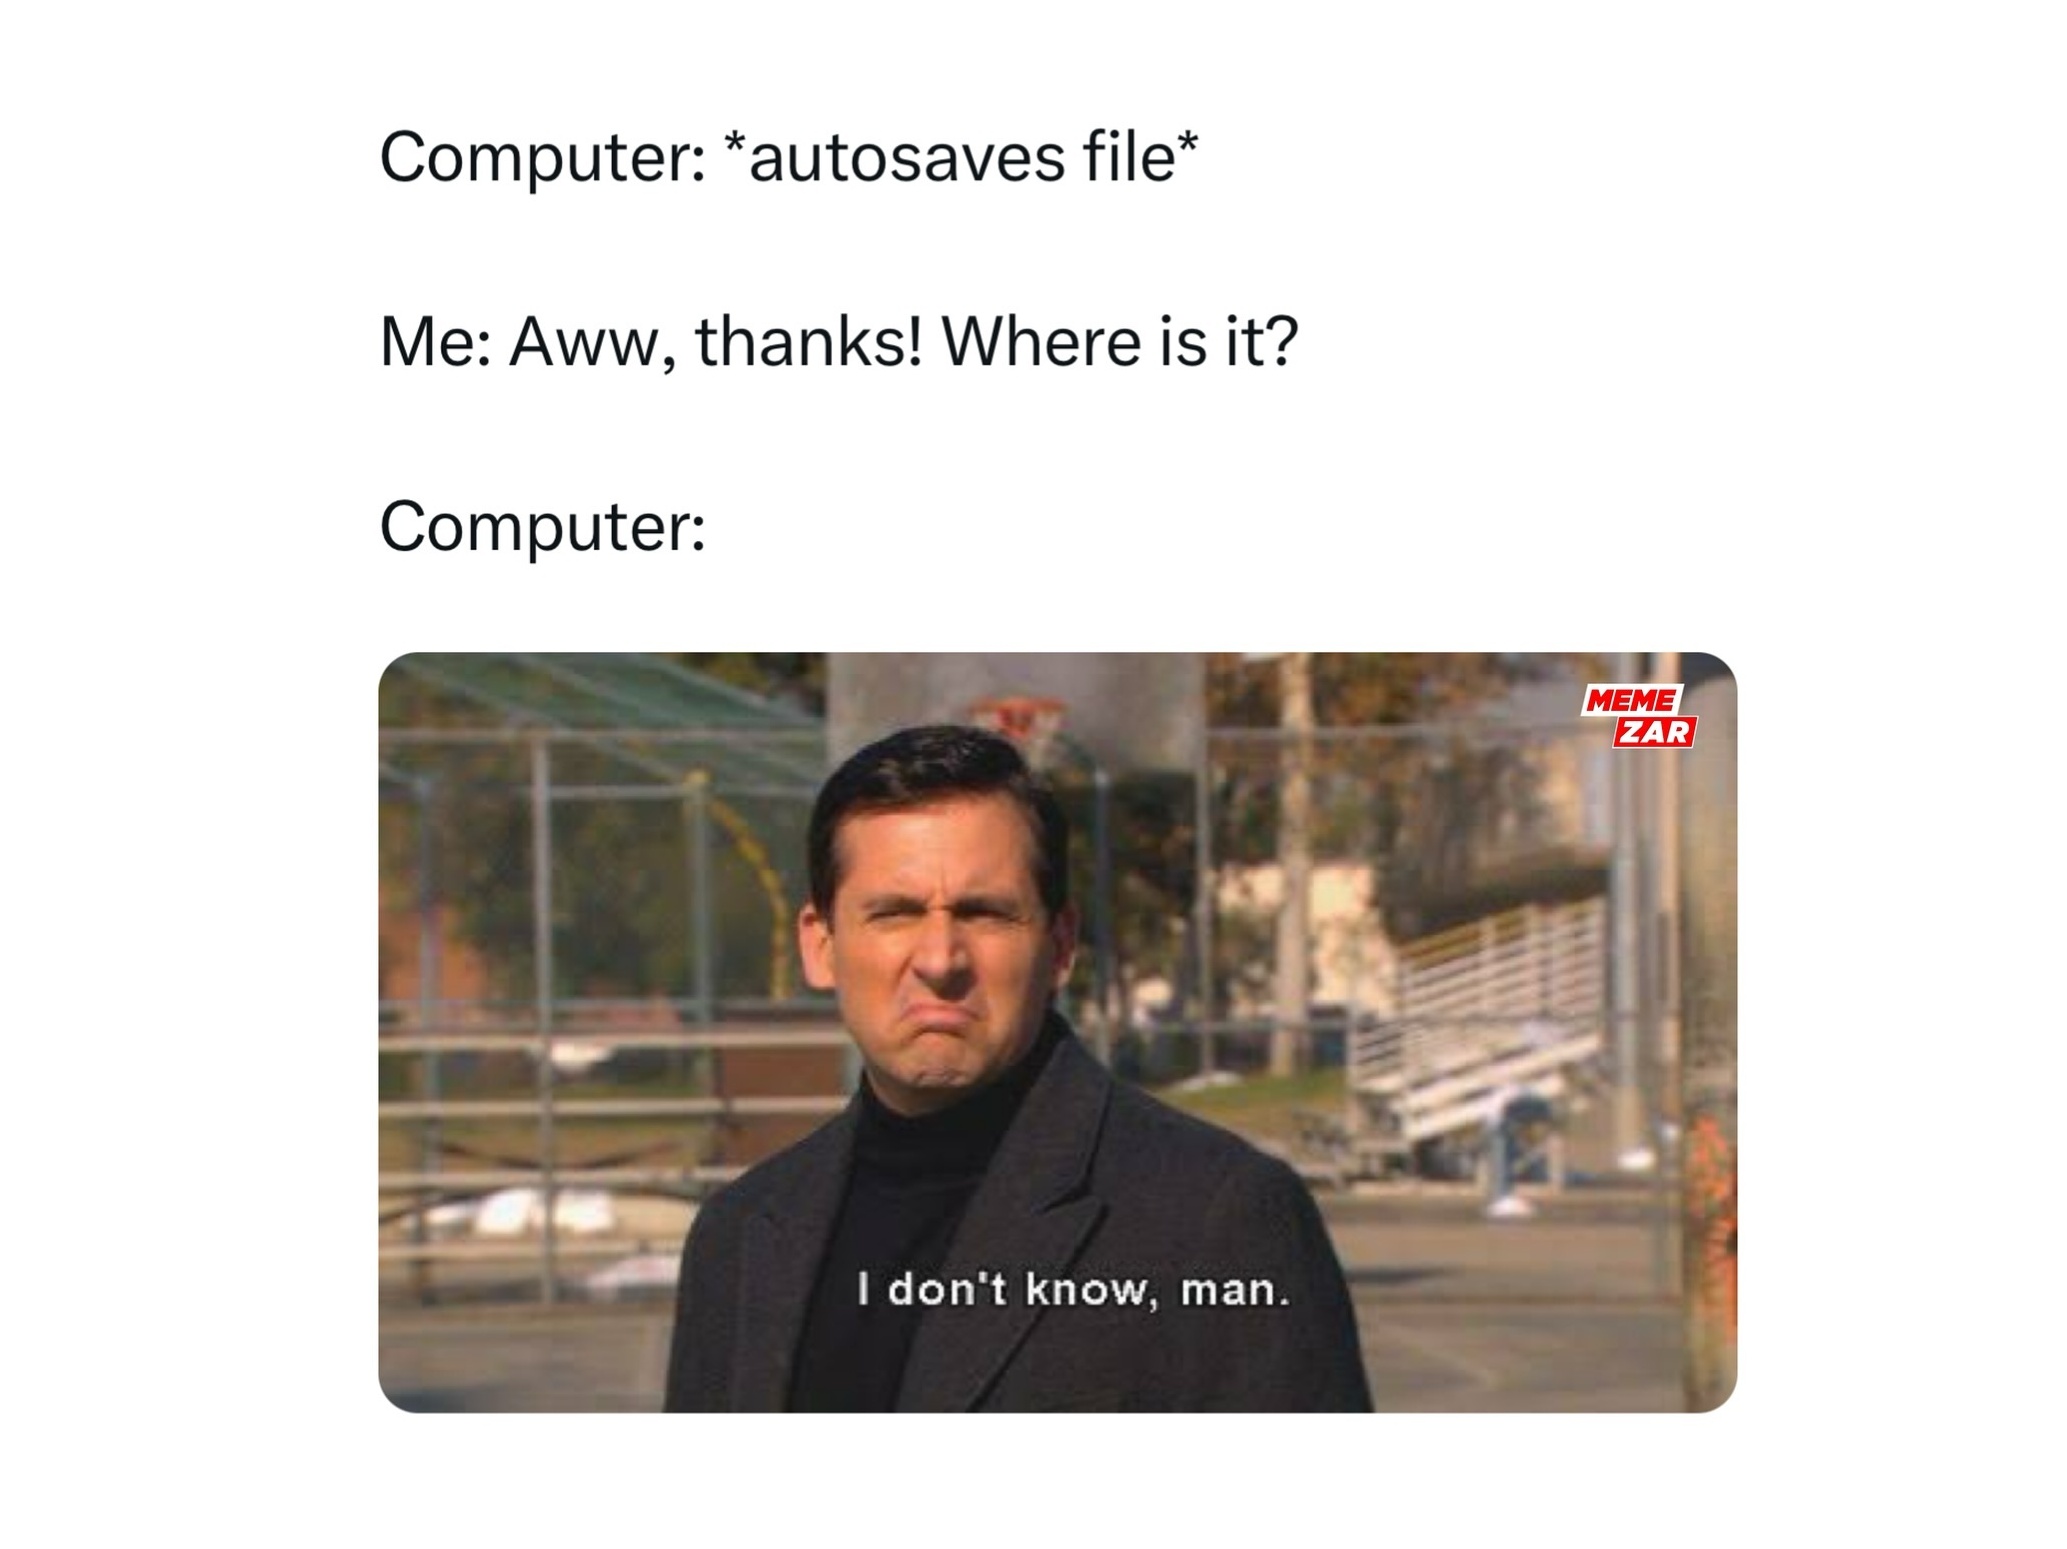 Computer: *autosaves file*
Me: Aww, thanks! Where is it?
Computer:
MEME
ZAR
I don't know, man.